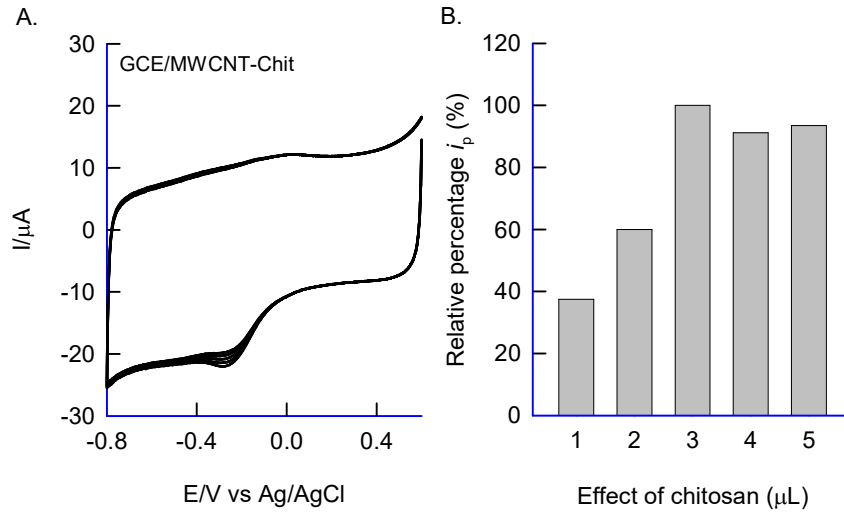 A.
30
20
10
0
-10
-20
-30
I/μA
GCE/MWCNT-Chit
-0.8
-0.4
0.0
0.4
E/V vs Ag/AgCl
B.
120
100
80
60
40
20
0
Relative percentage ip (%)
1 2 3 4 5
Effect of chitosan (μL)